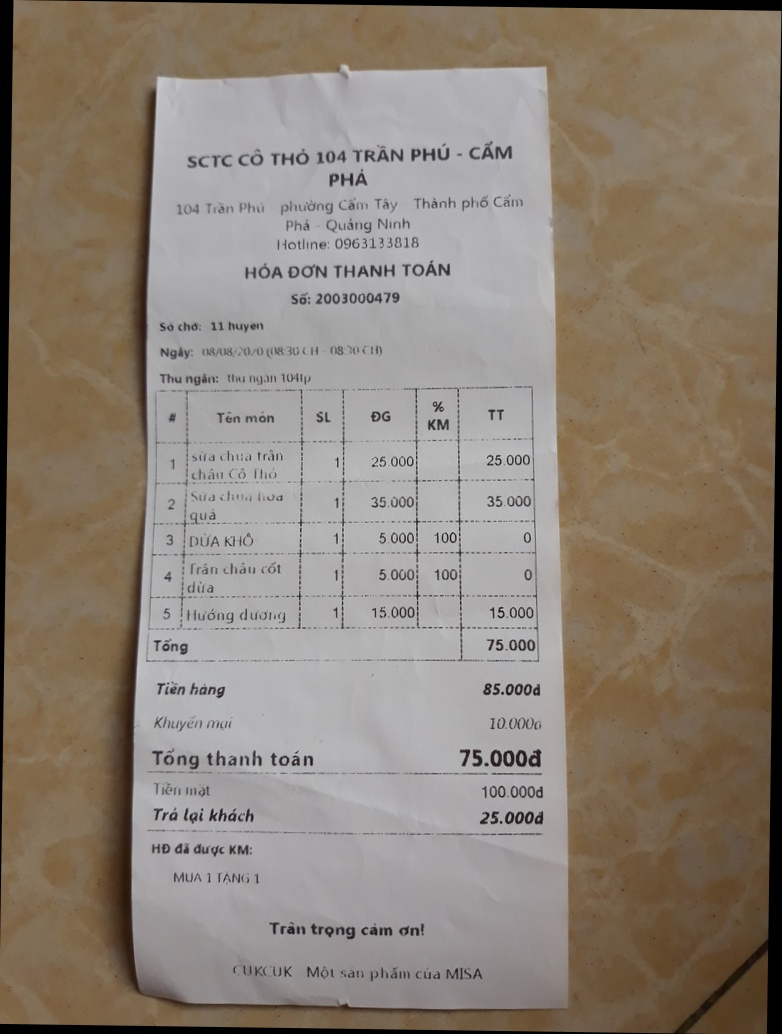 SCTC CÔ THỎ 104 TRẦN PHÚ - CẨM
PHẢ
104 Trần Phú - phường Cẩm Tây - Thành phố Cẩm
Phả - Quảng Ninh
Hotline: 0963133818
HÓA ĐƠN THANH TOÁN
Số: 2003000479
Số chờ: 11 huyen
Ngày: 08/08/2020 (08:30 CH - 08:30 CH)
Thu ngân: thu ngân 104tp
# Tên món SL ĐG % KM TT
1 sữa chua trân châu Cô Thỏ 1 25.000 25.000
2 Sữa chua hoa quả 1 35.000 35.000
3 DỪA KHÔ 1 5.000 100 0
4 Trân châu cốt dừa 1 5.000 100 0
5 Hướng dương 1 15.000 15.000
Tổng 75.000
Tiền hàng 85.000đ
Khuyến mại 10.000đ
Tổng thanh toán 75.000đ
Tiền mặt 100.000đ
Trả lại khách 25.000đ
HĐ đã được KM:
MUA 1 TẶNG 1
Trân trọng cảm ơn!
CUKCUK - Một sản phẩm của MISA